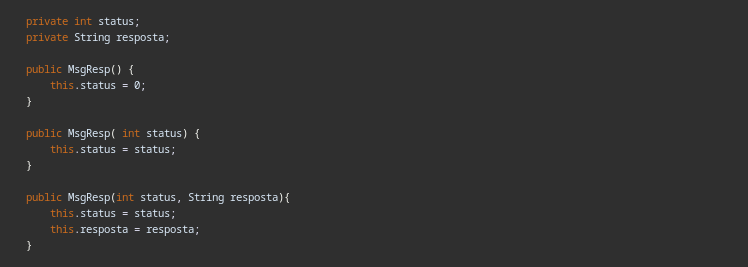 private int status;
private String resposta;
public MsgResp() {
this.status = 0;
}
public MsgResp( int status) {
this.status = status;
}
public MsgResp(int status, String resposta){
this.status = status;
this.resposta = resposta;
}